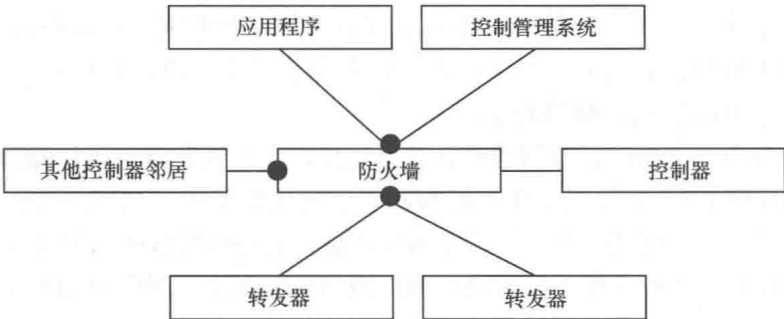 应用程序
控制管理系统
其他控制器邻居
防火墙
控制器
转发器
转发器